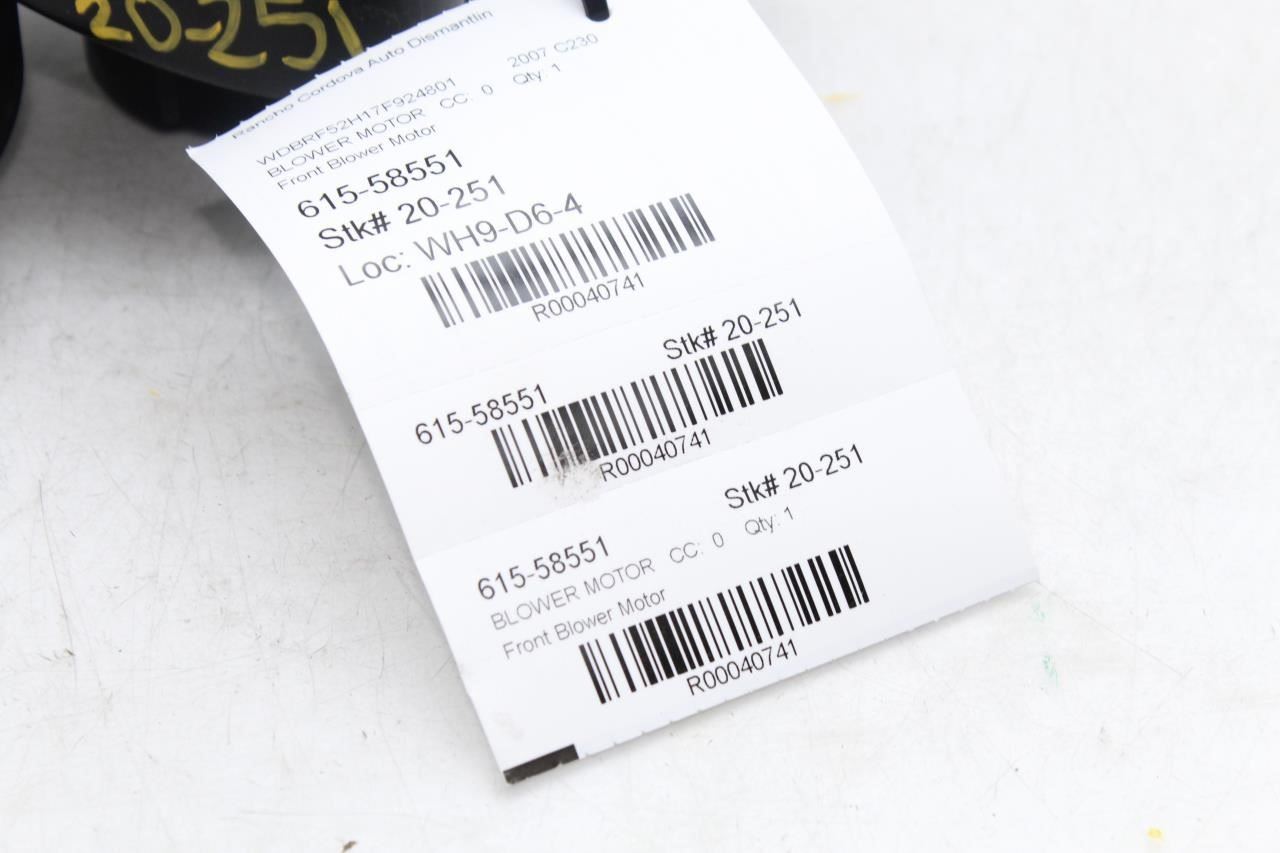 20-251
Rancho Cordova Auto Dismantlin
WDBRF52H17F924801 2007 C230
BLOWER MOTOR CC: 0 Qty: 1
Front Blower Motor
615-58551
Stk# 20-251
Loc: WH9-D6-4
R00040741
615-58551 Stk# 20-251
R00040741
615-58551 Stk# 20-251
BLOWER MOTOR CC: 0 Qty: 1
Front Blower Motor
R00040741